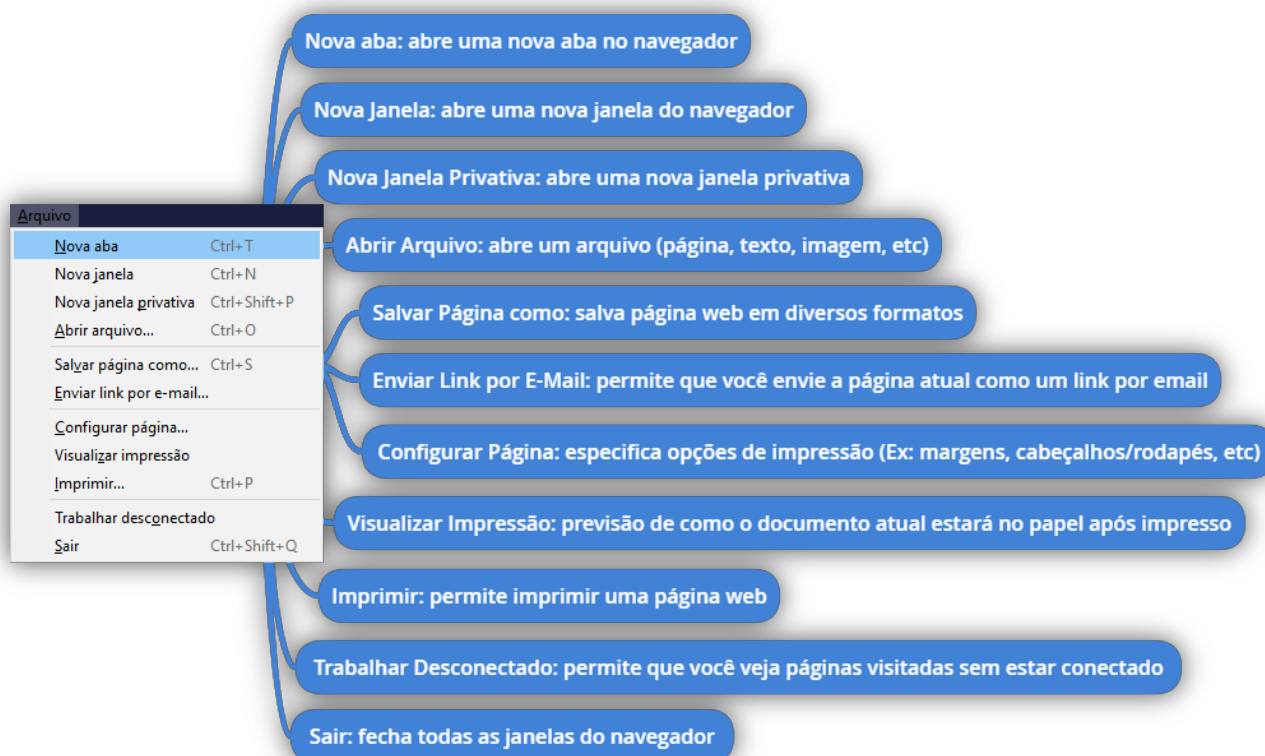 Nova aba: abre uma nova aba no navegador
Nova Janela: abre uma nova janela do navegador
Nova Janela Privativa: abre uma nova janela privativa
Abrir Arquivo: abre um arquivo (página, texto, imagem, etc)
Salvar Página como: salva página web em diversos formatos
Enviar Link por E-Mail: permite que você envie a página atual como um link por email
Configurar Página: especifica opções de impressão (Ex: margens, cabeçalhos/rodapés, etc)
Visualizar Impressão: previsão de como o documento atual estará no papel após impresso
Imprimir: permite imprimir uma página web
Trabalhar Desconectado: permite que você veja páginas visitadas sem estar conectado
Sair: fecha todas as janelas do navegador
Arquivo
Nova aba Ctrl+T
Nova janela Ctrl+N
Nova janela privativa Ctrl+Shift+P
Abrir arquivo... Ctrl+O
Salvar página como... Ctrl+S
Enviar link por e-mail...
Configurar página...
Visualizar impressão
Imprimir... Ctrl+P
Trabalhar desconectado
Sair Ctrl+Shift+Q